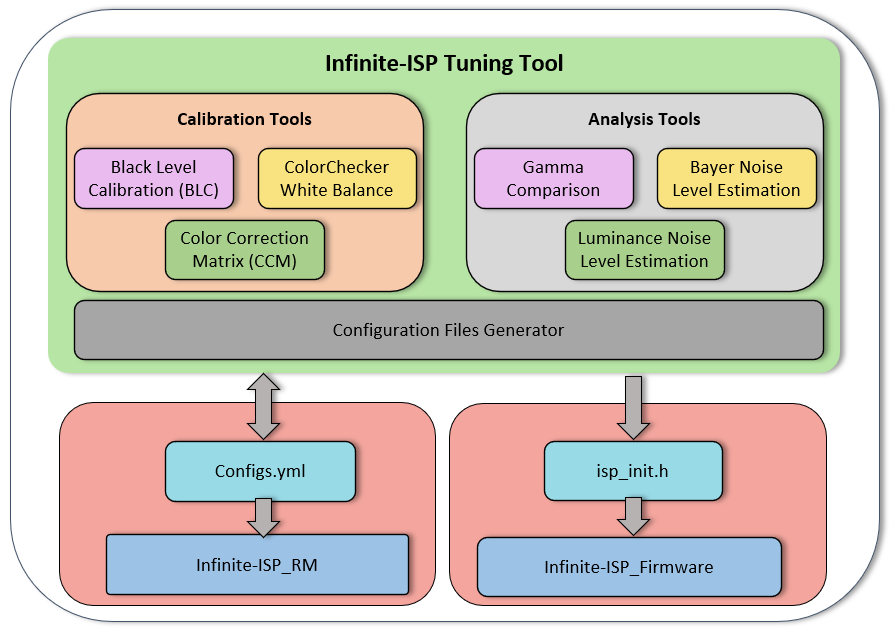 Infinite-ISP Tuning Tool
Calibration Tools
Black Level
Calibration (BLC)
ColorChecker
White Balance
Color Correction
Matrix (CCM)
Analysis Tools
Gamma
Comparison
Bayer Noise
Level Estimation
Luminance Noise
Level Estimation
Configuration Files Generator
Configs.yml
Infinite-ISP_RM
isp_init.h
Infinite-ISP_Firmware